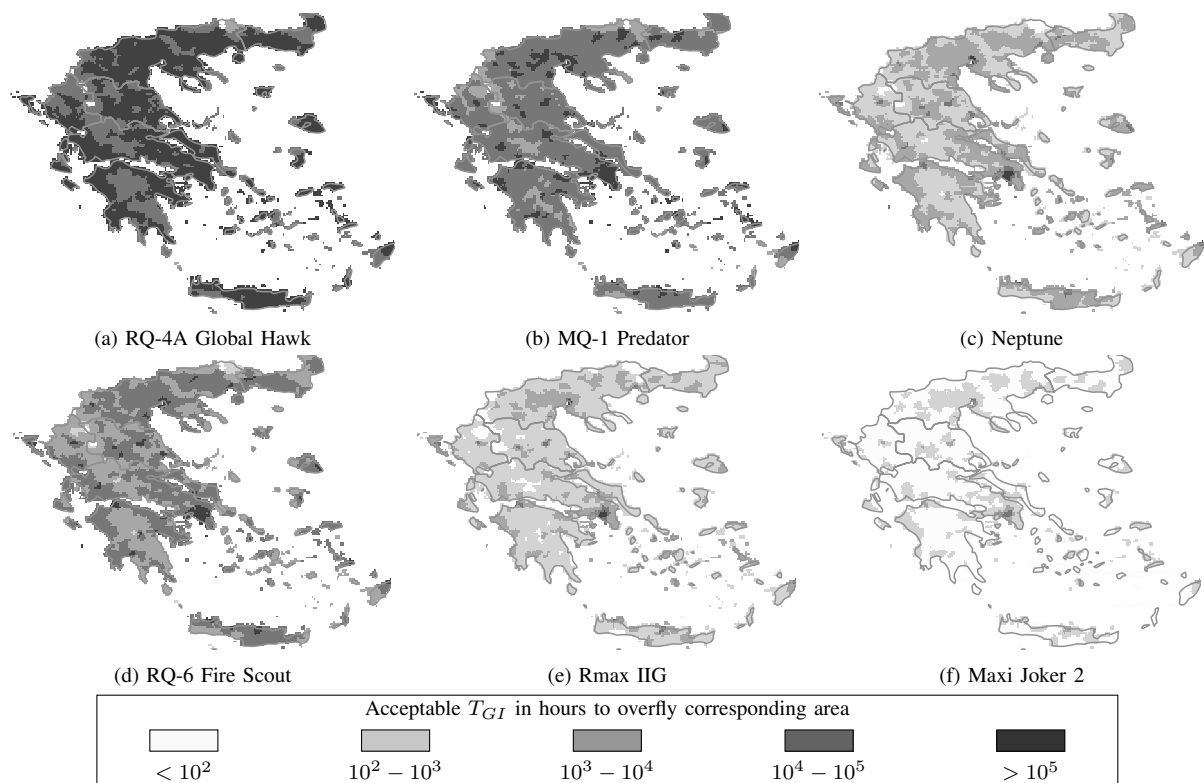 (a) RQ-4A Global Hawk
(b) MQ-1 Predator
(c) Neptune
(d) RQ-6 Fire Scout
(e) Rmax IIG
(f) Maxi Joker 2
Acceptable T_{GI} in hours to overfly corresponding area
< 10^2
10^2 − 10^3
10^3 − 10^4
10^4 − 10^5
> 10^5